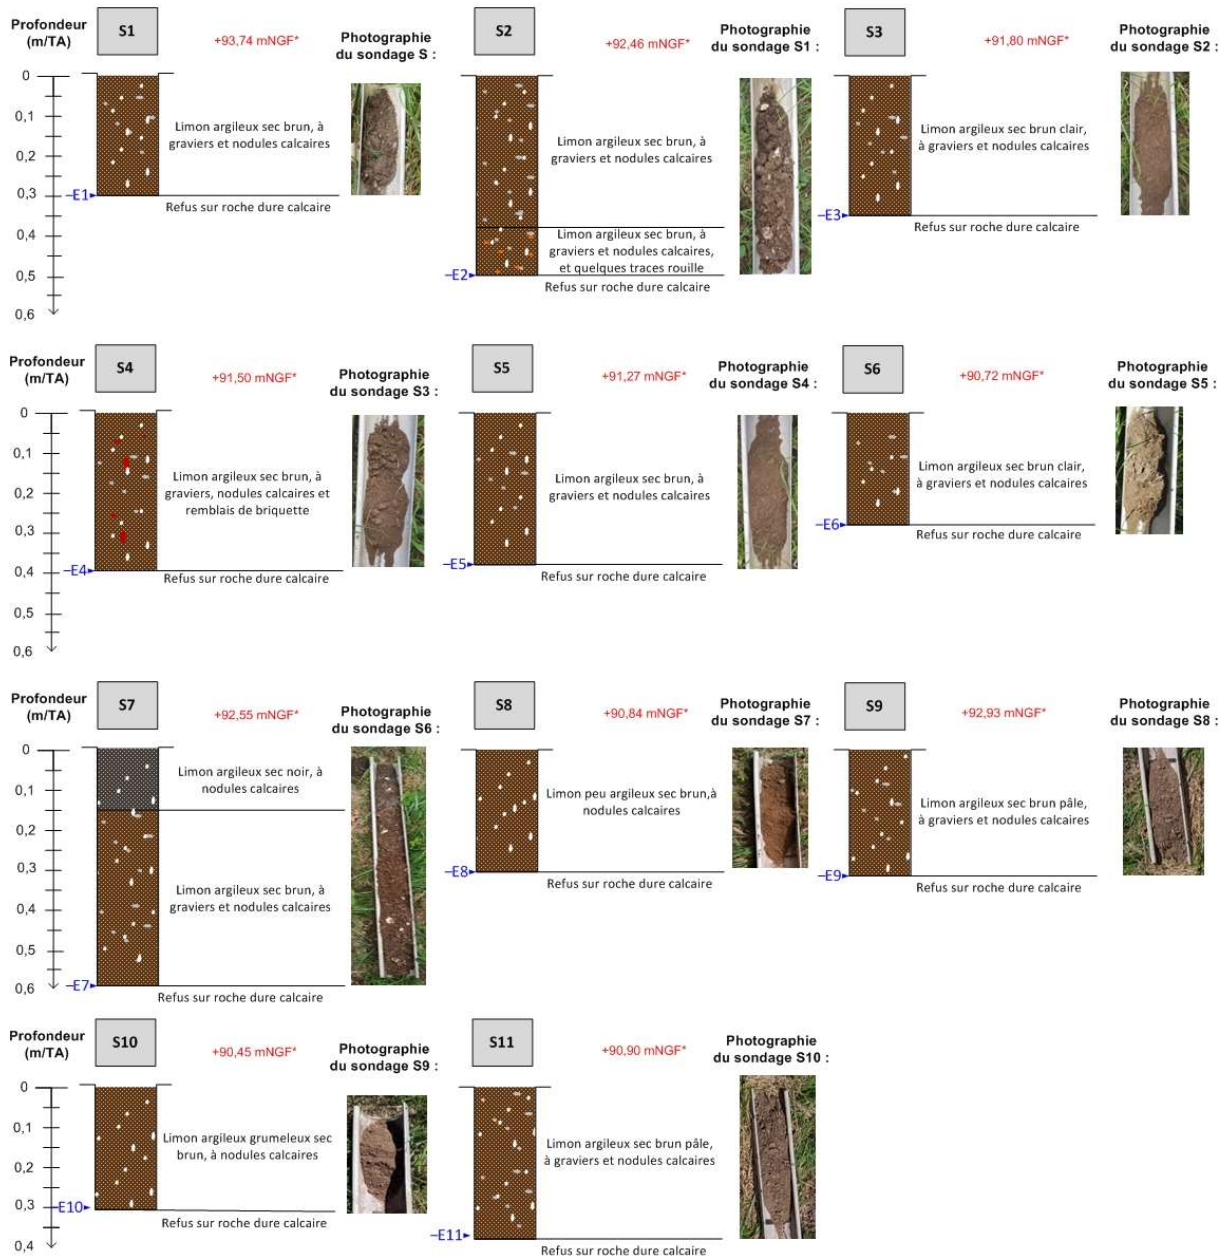 Profondeur
(m/TA)
S1
+93,74 mNGF*
Photographie
du sondage S :
S2
+92,46 mNGF*
Photographie
du sondage S1 :
S3
+91,80 mNGF*
Photographie
du sondage S2 :
0
0,1
0,2
0,3
0,4
0,5
0,6
Limon argileux sec brun, à
graviers et nodules calcaires
E1
Refus sur roche dure calcaire
Limon argileux sec brun, à
graviers et nodules calcaires
Limon argileux sec brun, à
graviers et nodules calcaires,
et quelques traces rouille
E2
Refus sur roche dure calcaire
Limon argileux sec brun clair,
à graviers et nodules calcaires
E3
Refus sur roche dure calcaire
Profondeur
(m/TA)
S4
+91,50 mNGF*
Photographie
du sondage S3 :
S5
+91,27 mNGF*
Photographie
du sondage S4 :
S6
+90,72 mNGF*
Photographie
du sondage S5 :
0
0,1
0,2
0,3
0,4
0,5
0,6
Limon argileux sec brun, à
graviers, nodules calcaires et
remblais de briquette
E4
Refus sur roche dure calcaire
Limon argileux sec brun, à
graviers et nodules calcaires
E5
Refus sur roche dure calcaire
Limon argileux sec brun clair,
à graviers et nodules calcaires
E6
Refus sur roche dure calcaire
Profondeur
(m/TA)
S7
+92,55 mNGF*
Photographie
du sondage S6 :
S8
+90,84 mNGF*
Photographie
du sondage S7 :
S9
+92,93 mNGF*
Photographie
du sondage S8 :
0
0,1
0,2
0,3
0,4
0,5
0,6
Limon argileux sec noir, à
nodules calcaires
Limon argileux sec brun, à
graviers et nodules calcaires
E7
Refus sur roche dure calcaire
Limon peu argileux sec brun,à
nodules calcaires
E8
Refus sur roche dure calcaire
Limon argileux sec brun pâle,
à graviers et nodules calcaires
E9
Refus sur roche dure calcaire
Profondeur
(m/TA)
S10
+90,45 mNGF*
Photographie
du sondage S9 :
S11
+90,90 mNGF*
Photographie
du sondage S10 :
0
0,1
0,2
0,3
0,4
Limon argileux grumeleux sec
brun, à nodules calcaires
E10
Refus sur roche dure calcaire
Limon argileux sec brun pâle,
à graviers et nodules calcaires
E11
Refus sur roche dure calcaire